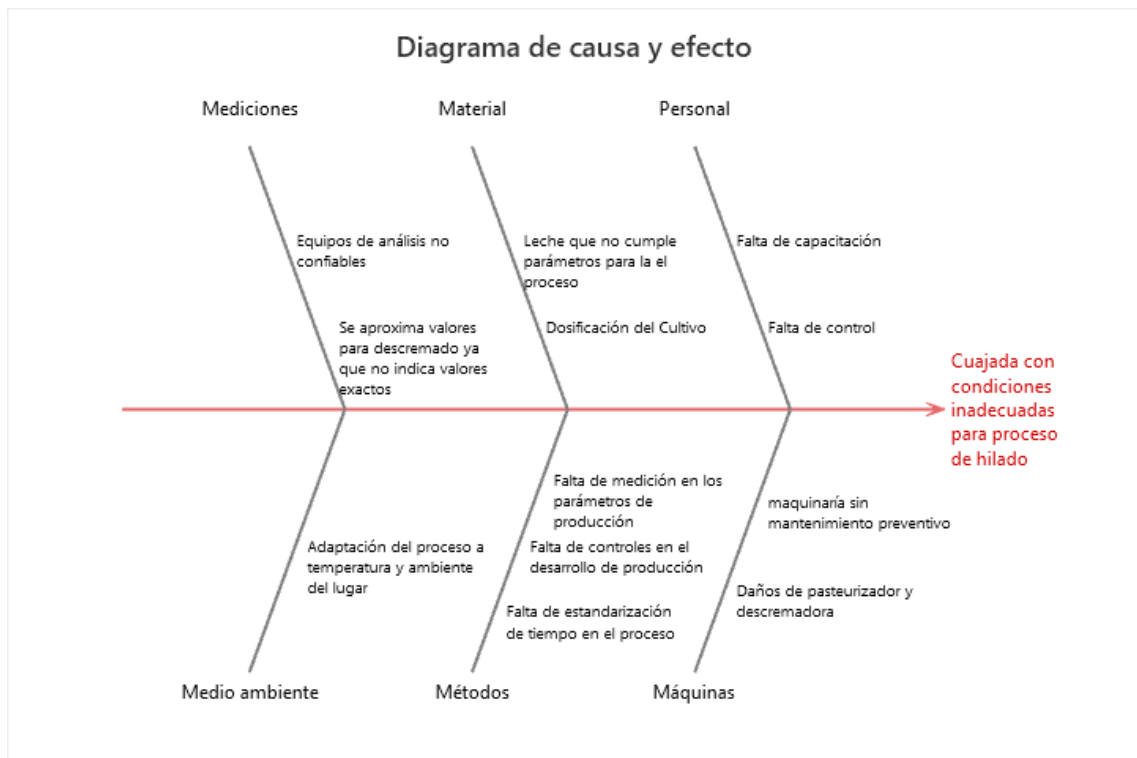 Diagrama de causa y efecto
Mediciones
Material
Personal
Equipos de análisis no
confiables
Leche que no cumple
parámetros para la el
proceso
Falta de capacitación
Se aproxima valores
para descremado ya
que no indica valores
exactos
Dosificación del Cultivo
Falta de control
Cuajada con
condiciones
inadecuadas
para proceso
de hilado
Adaptación del proceso a
temperatura y ambiente
del lugar
Falta de medición en los
parámetros de
producción
Falta de controles en el
desarrollo de producción
Falta de estandarización
de tiempo en el proceso
maquinaría sin
mantenimiento preventivo
Daños de pasteurizador y
descremadora
Medio ambiente
Métodos
Máquinas